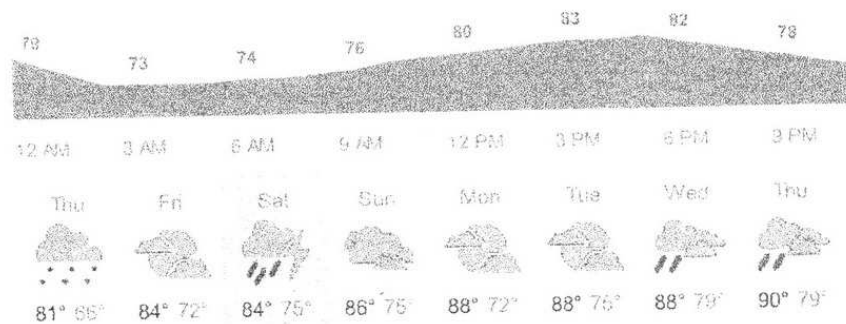 79 73 74 76 80 83 82 78
12 AM 3 AM 6 AM 9 AM 12 PM 3 PM 6 PM 9 PM
Thu Fri Sat Sun Mon Tue Wed Thu
81° 66° 84° 72° 84° 75° 86° 75° 88° 72° 88° 75° 88° 79° 90° 79°